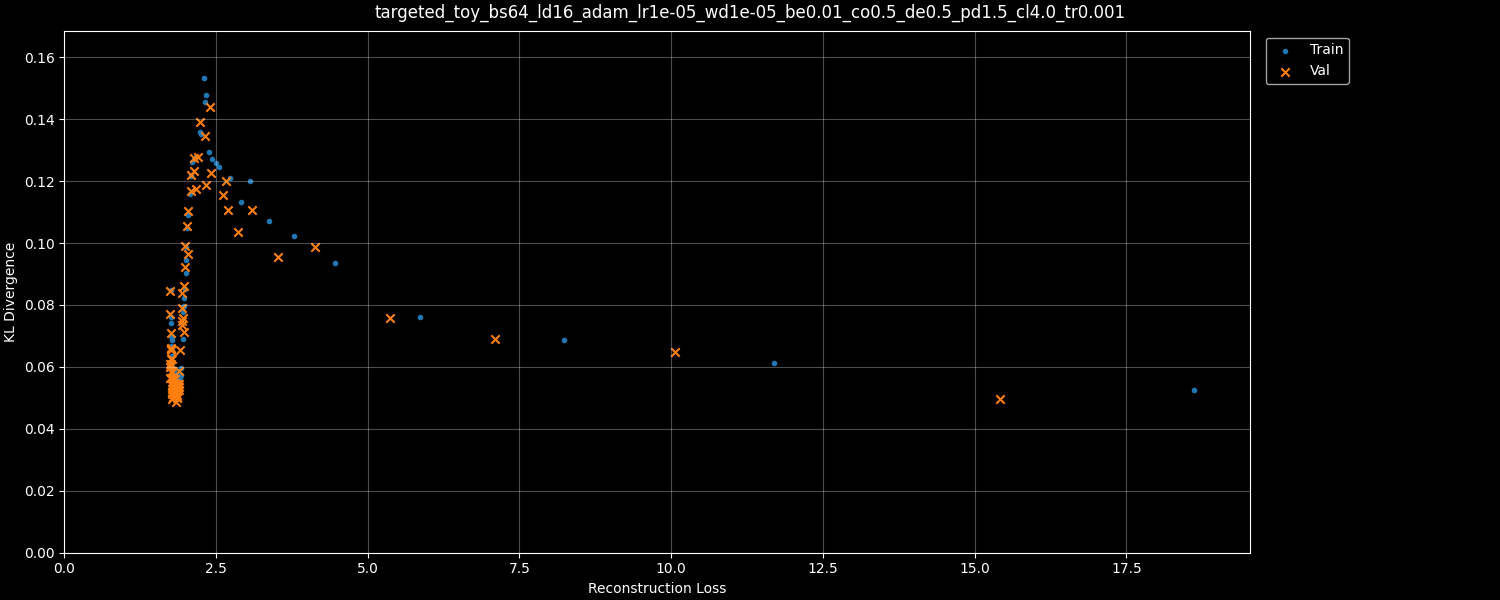 targeted_toy_bs64_ld16_adam_lr1e-05_wd1e-05_be0.01_co0.5_de0.5_pd1.5_cl4.0_tr0.001
Train
Val
KL Divergence
0.16
0.14
0.12
0.10
0.08
0.06
0.04
0.02
0.00
0.0 2.5 5.0 7.5 10.0 12.5 15.0 17.5
Reconstruction Loss